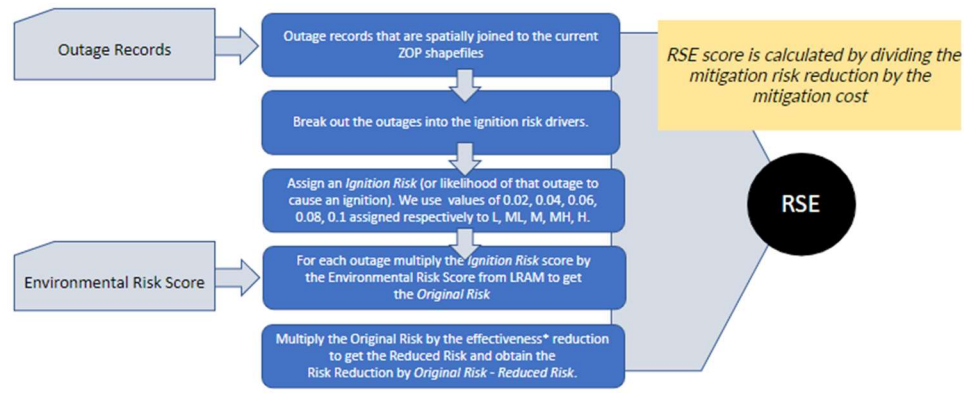 Outage Records
Outage records that are spatially joined to the current
ZOP shapefiles
RSE score is calculated by dividing the
mitigation risk reduction by the
mitigation cost
Break out the outages into the ignition risk drivers.
Assign an Ignition Risk (or likelihood of that outage to
cause an ignition). We use values of 0.02, 0.04, 0.06,
0.08, 0.1 assigned respectively to L, ML, M, MH, H.
RSE
Environmental Risk Score
For each outage multiply the Ignition Risk score by
the Environmental Risk Score from LRAM to get
the Original Risk
Multiply the Original Risk by the effectiveness* reduction
to get the Reduced Risk and obtain the
Risk Reduction by Original Risk - Reduced Risk.